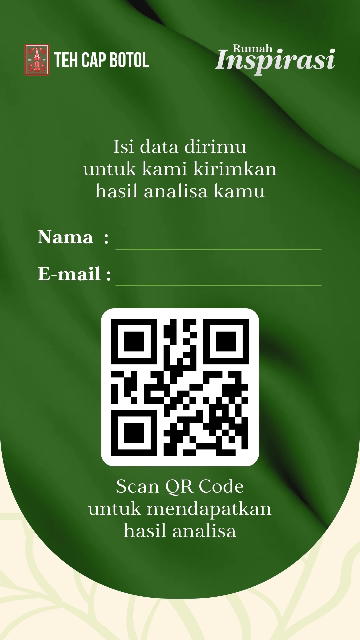 TEH CAP BOTOL
Rumah
Inspirasi
Isi data dirimu
untuk kami kirimkan
hasil analisa kamu
Nama :
E-mail :
Scan QR Code
untuk mendapatkan
hasil analisa